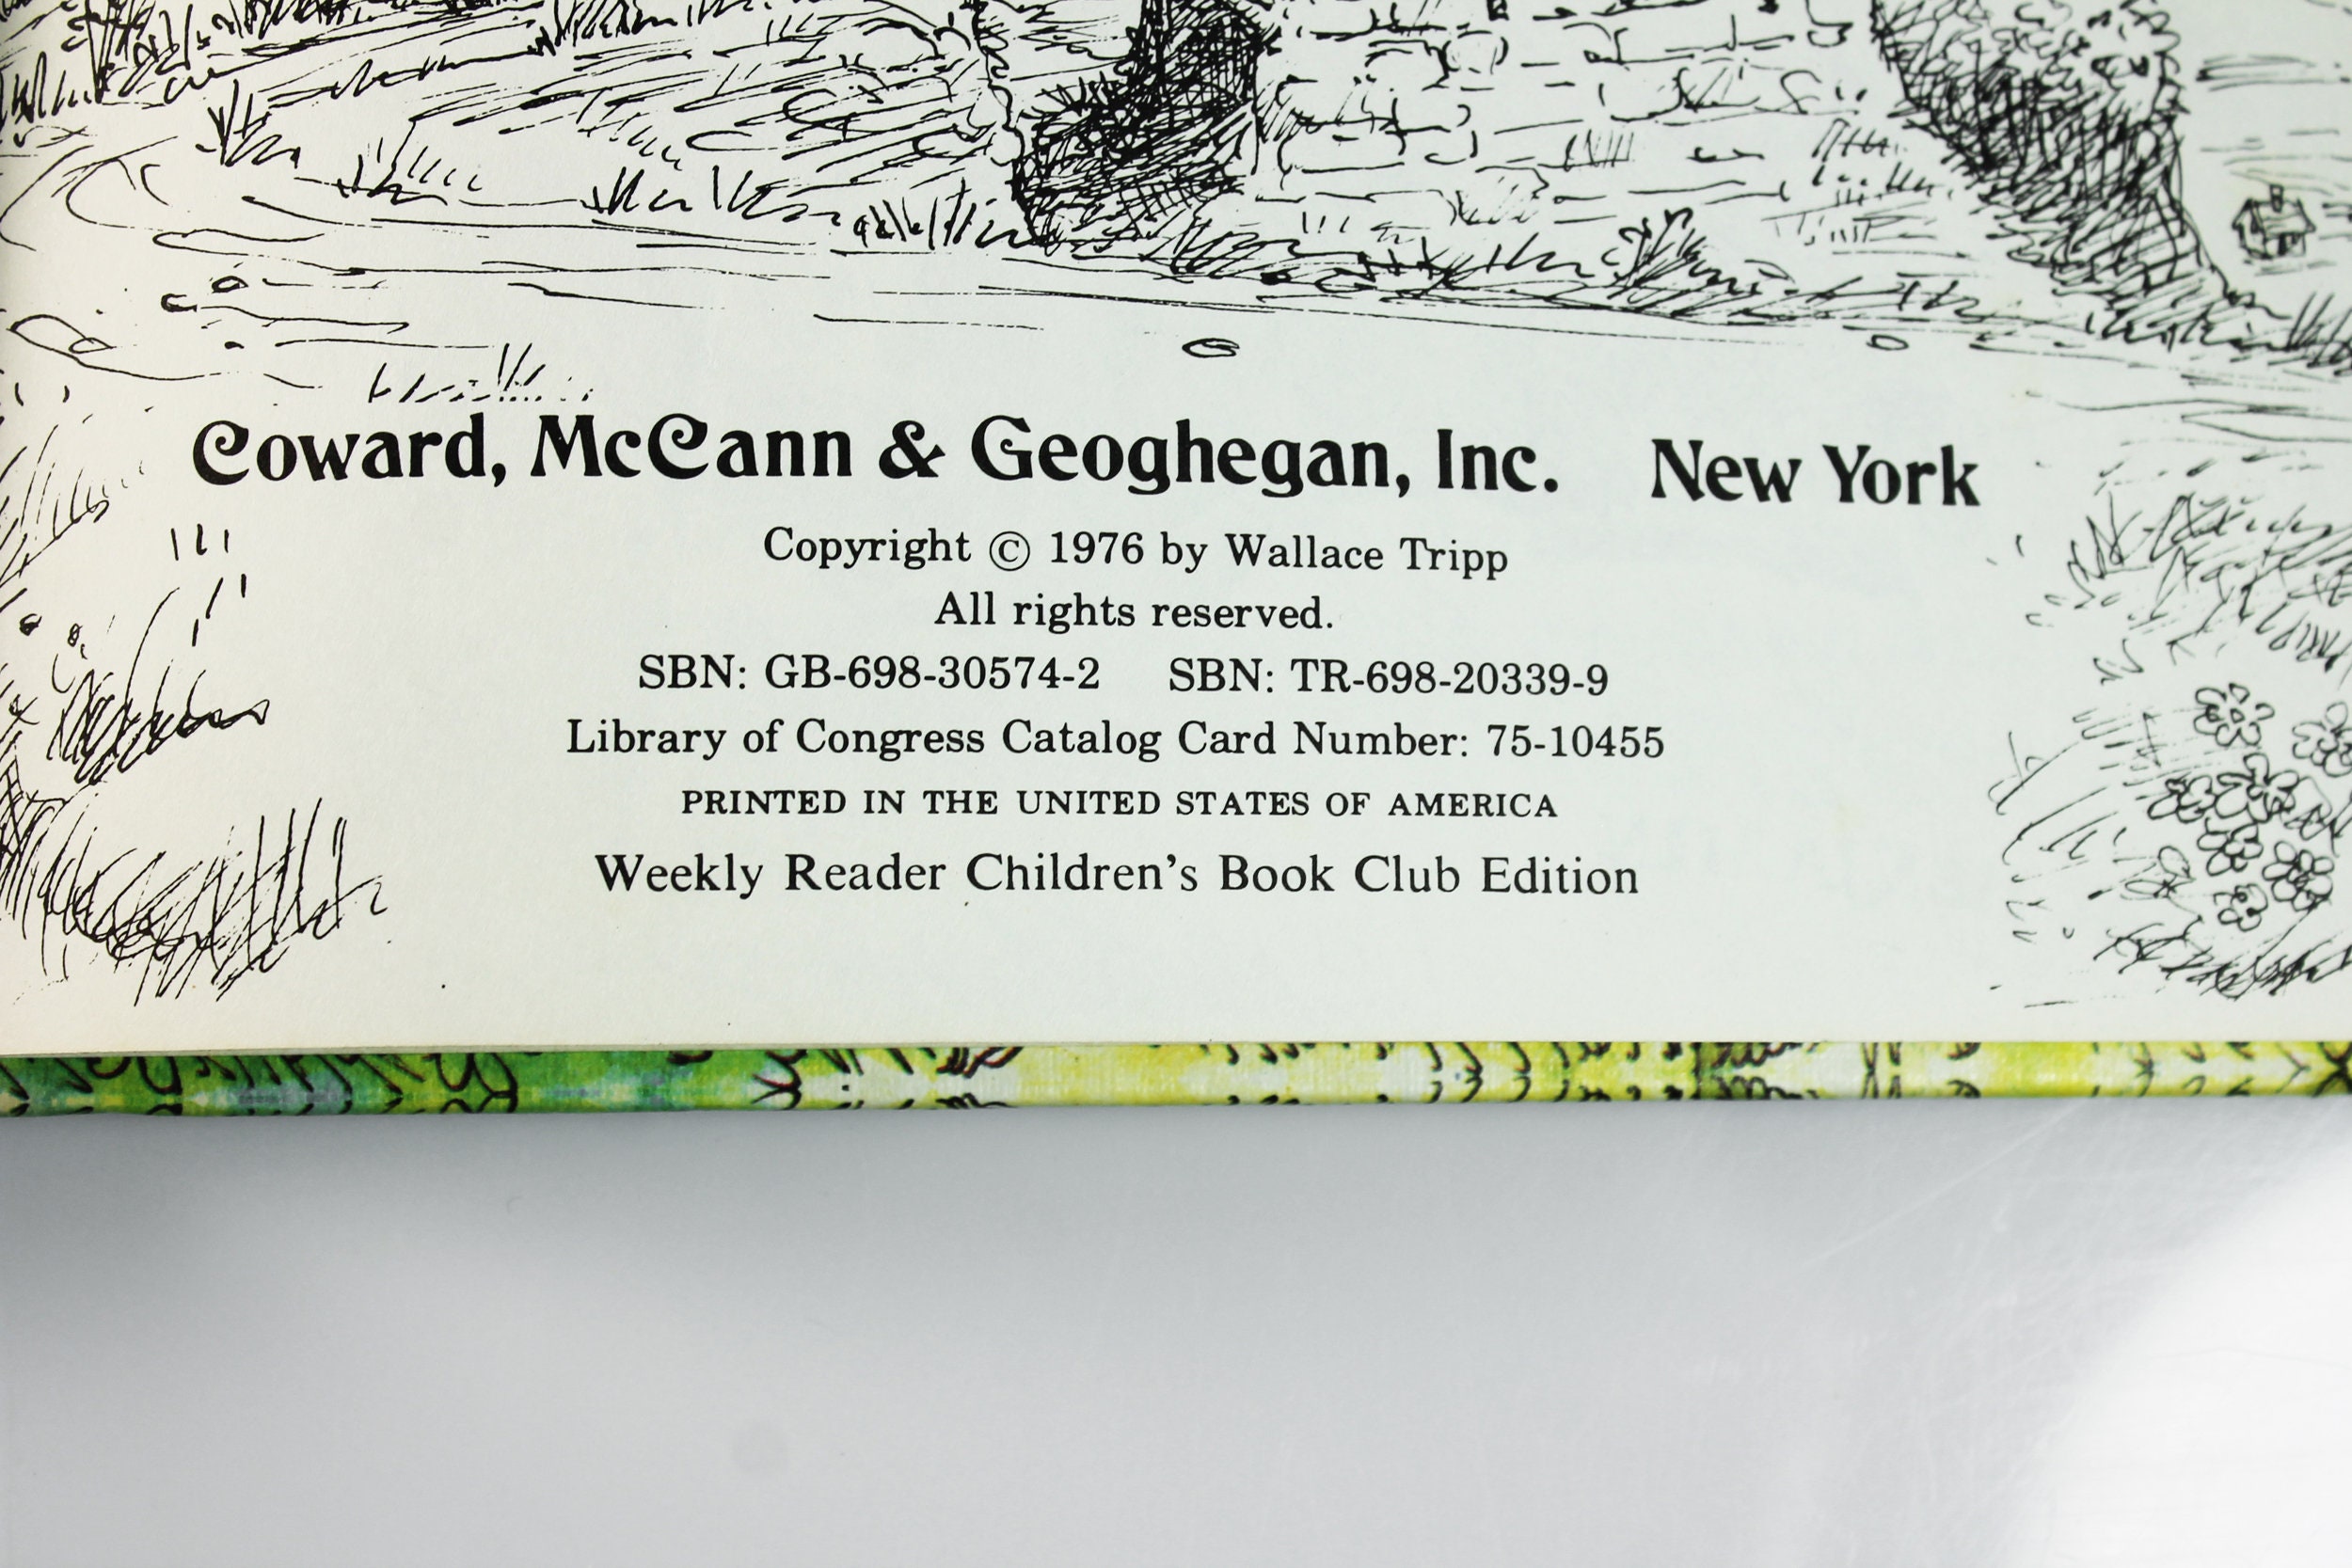 Coward, McCann & Geoghegan, Inc. New York
Copyright © 1976 by Wallace Tripp
All rights reserved.
SBN: GB-698-30574-2 SBN: TR-698-20339-9
Library of Congress Catalog Card Number: 75-10455
PRINTED IN THE UNITED STATES OF AMERICA
Weekly Reader Children's Book Club Edition